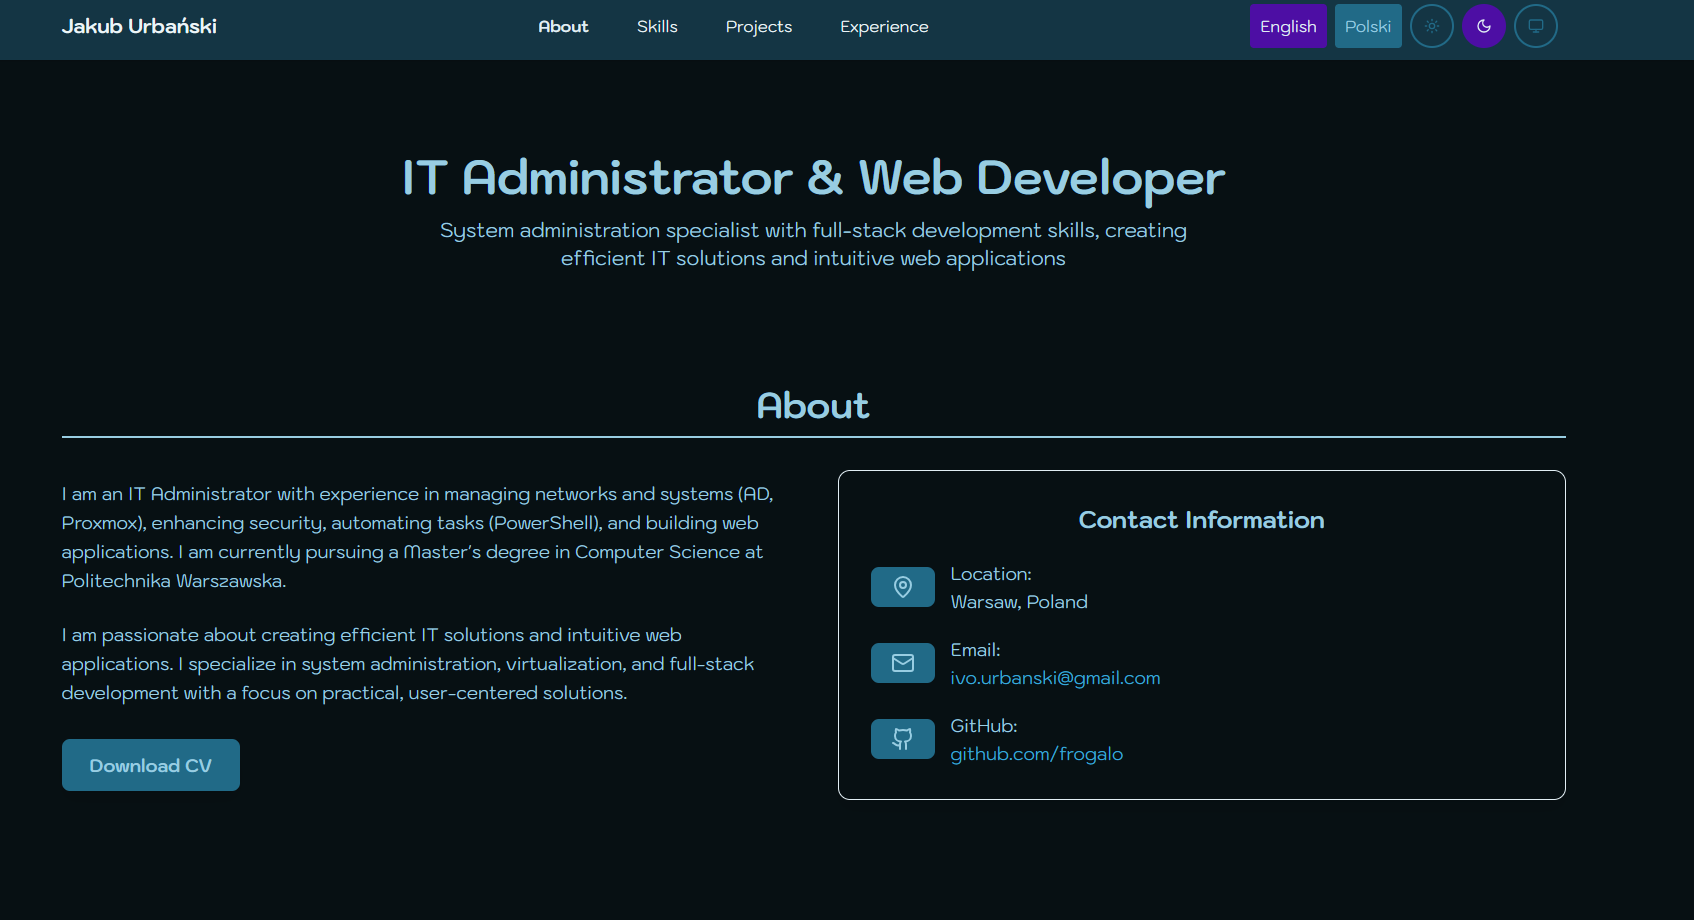 Jakub Urbański
About
Skills
Projects
Experience
English
Polski
IT Administrator & Web Developer
System administration specialist with full-stack development skills, creating
efficient IT solutions and intuitive web applications
About
I am an IT Administrator with experience in managing networks and systems (AD,
Proxmox), enhancing security, automating tasks (PowerShell), and building web
applications. I am currently pursuing a Master's degree in Computer Science at
Politechnika Warszawska.
I am passionate about creating efficient IT solutions and intuitive web
applications. I specialize in system administration, virtualization, and full-stack
development with a focus on practical, user-centered solutions.
Download CV
Contact Information
Location:
Warsaw, Poland
Email:
ivo.urbanski@gmail.com
GitHub:
github.com/frogalo